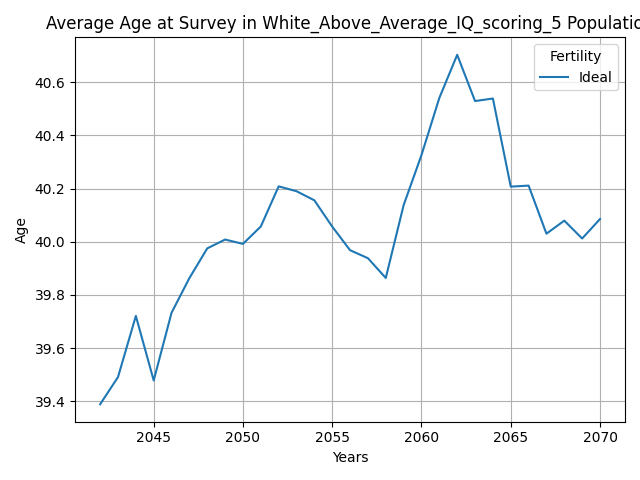 Average Age at Survey in White_Above_Average_IQ_scoring_5 Populatio
Fertility
Ideal
Age
40.6
40.4
40.2
40.0
39.8
39.6
39.4
2045 2050 2055 2060 2065 2070
Years